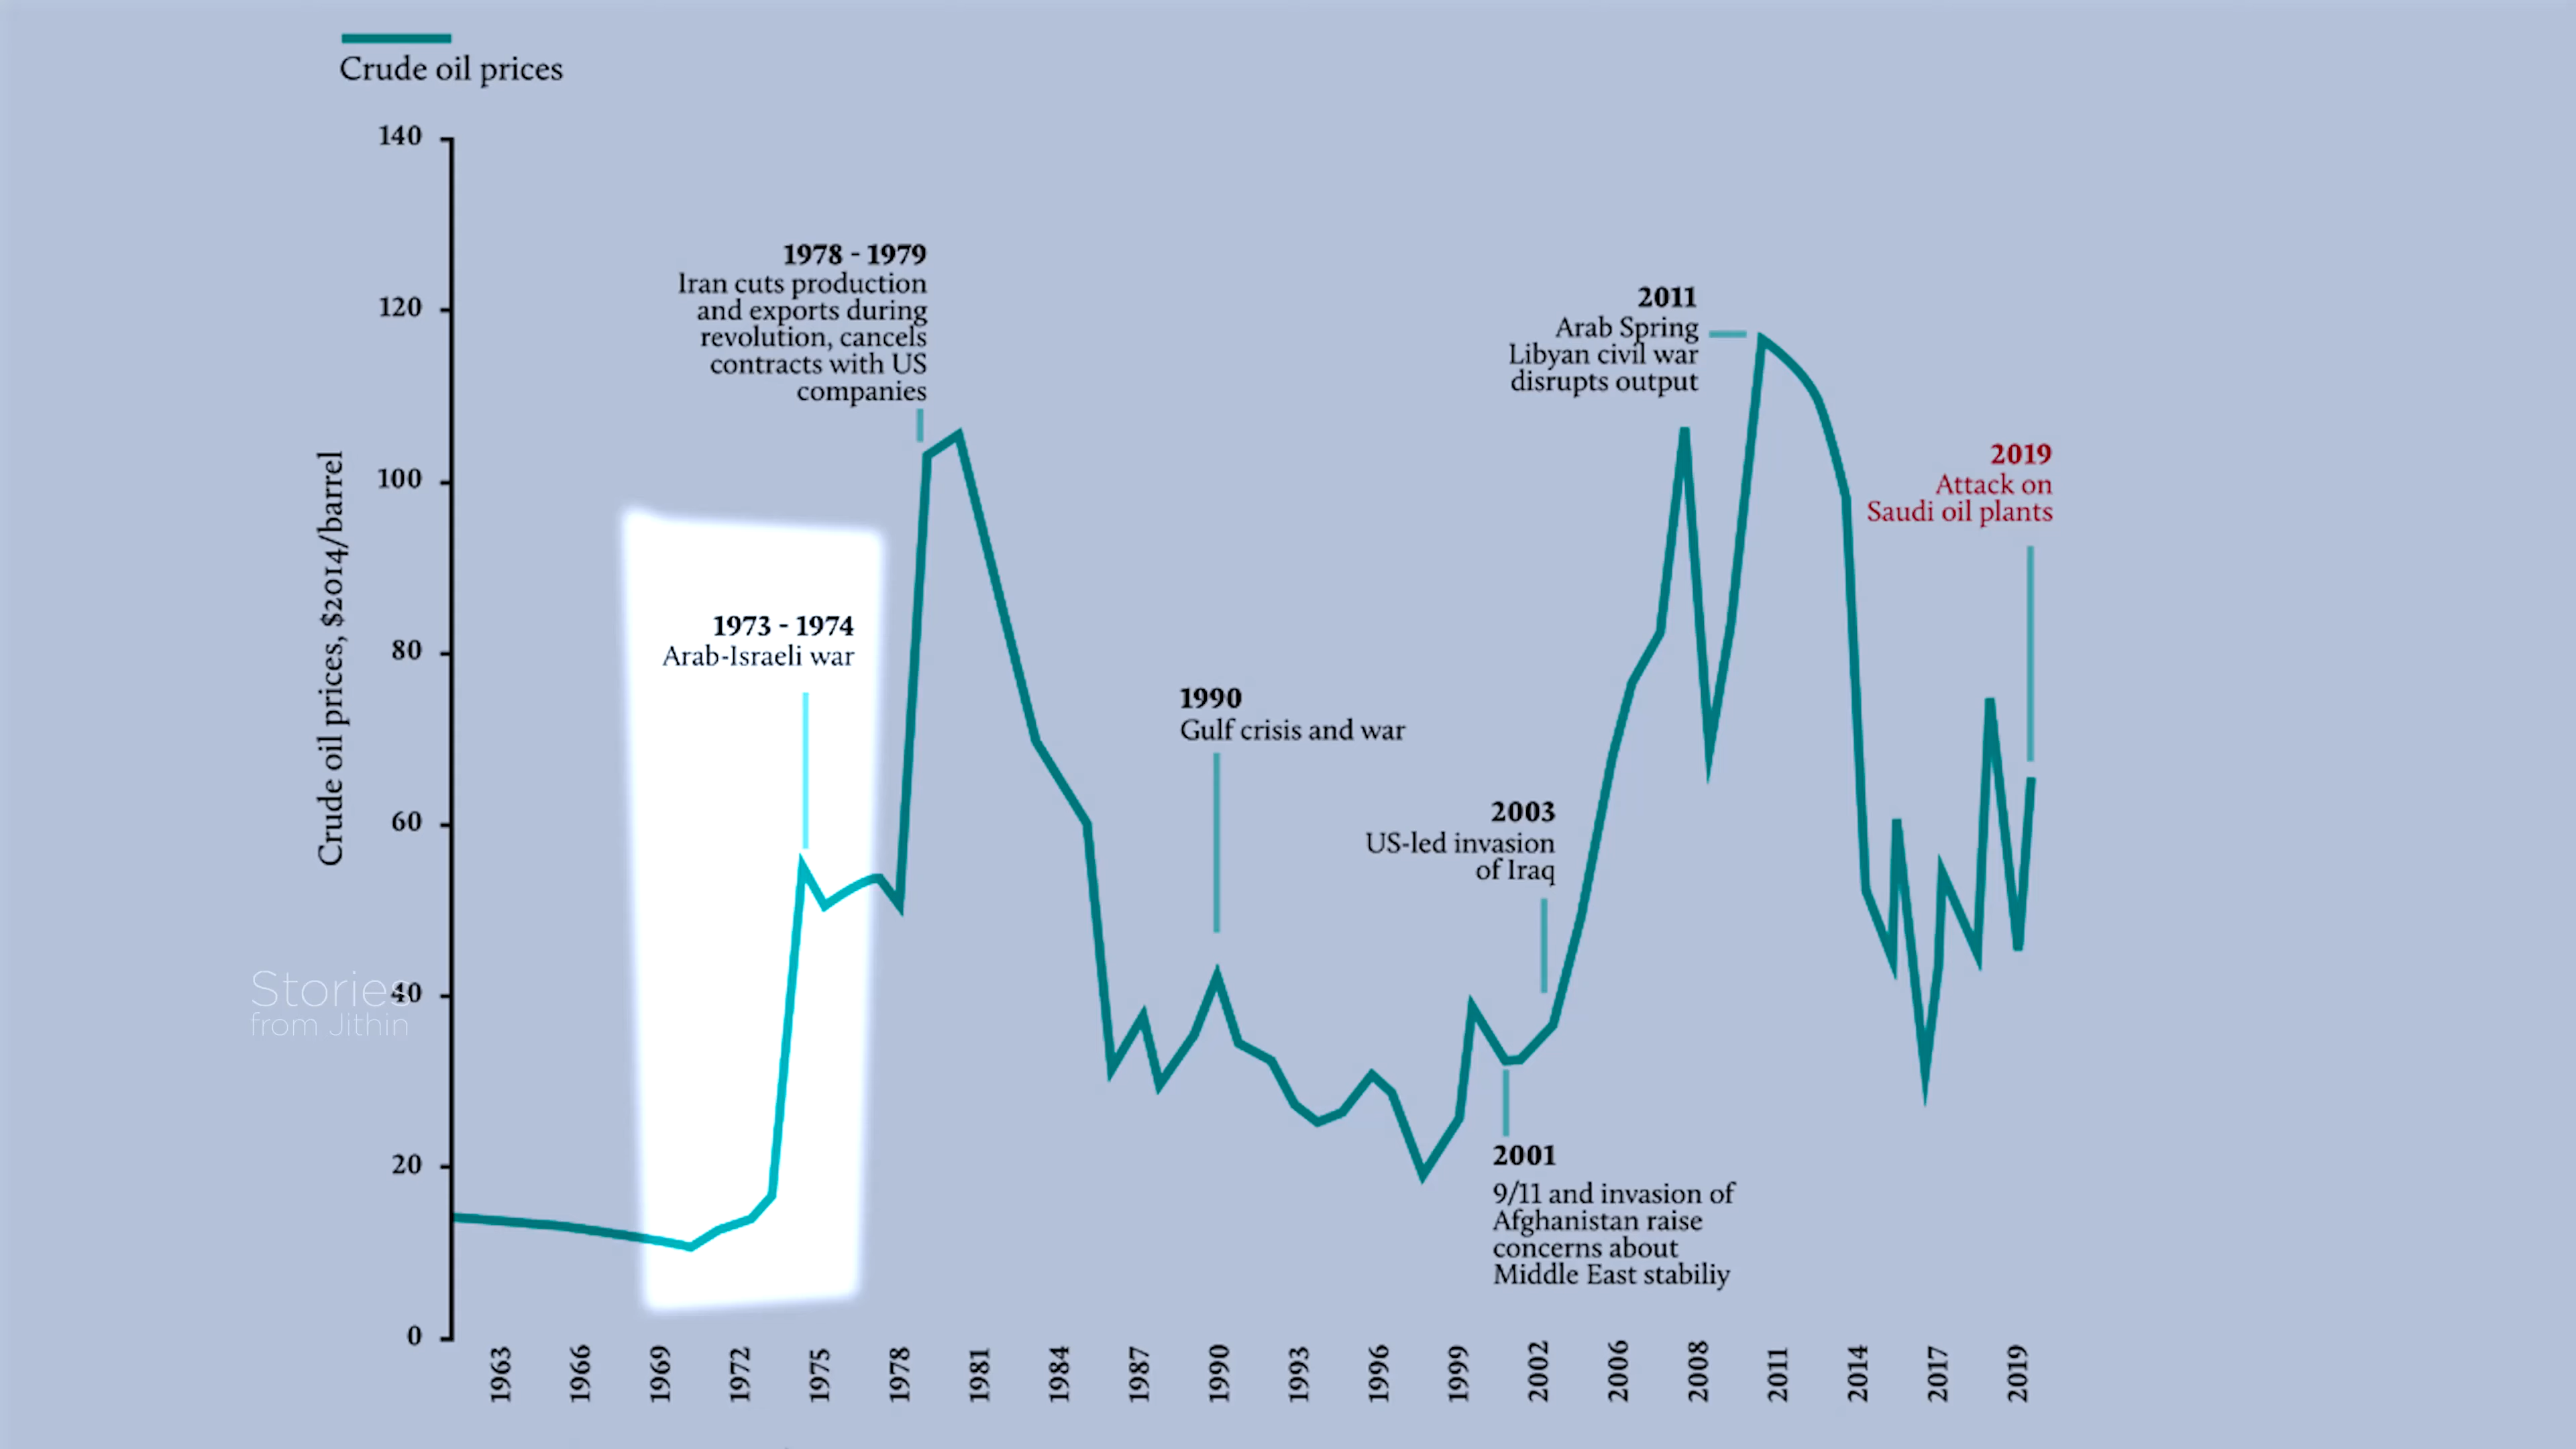 Crude oil prices
140
120
100
80
60
40
20
0
Crude oil prices, $2014/barrel
1978 - 1979
Iran cuts production
and exports during
revolution, cancels
contracts with US
companies
1973 - 1974
Arab-Israeli war
1990
Gulf crisis and war
2003
US-led invasion
of Iraq
2001
9/11 and invasion of
Afghanistan raise
concerns about
Middle East stabiliy
2011
Arab Spring
Libyan civil war
disrupts output
2019
Attack on
Saudi oil plants
Stories
from Jithin
1963
1966
1969
1972
1975
1978
1981
1984
1987
1990
1993
1996
1999
2002
2006
2008
2011
2014
2017
2019